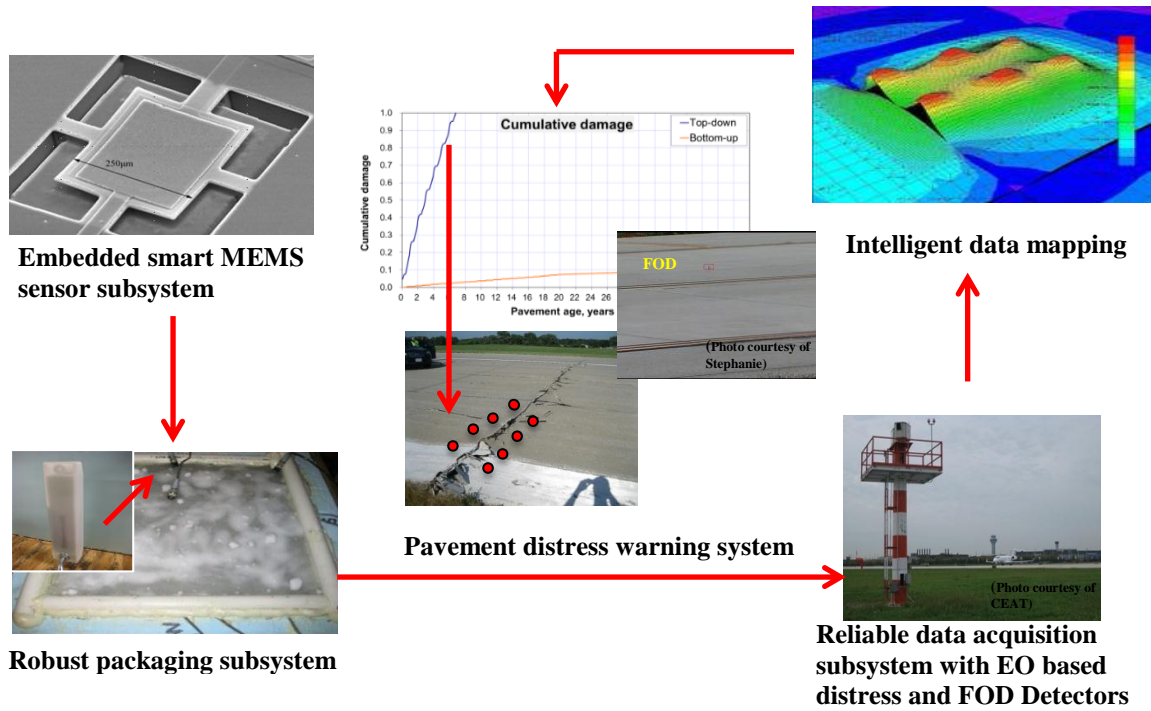 250μm
Embedded smart MEMS
sensor subsystem
Robust packaging subsystem
Cumulative damage
Top-down
Bottom-up
Cumulative damage
1.0
0.9
0.8
0.7
0.6
0.5
0.4
0.3
0.2
0.1
0.0
0 2 4 6 8 10 12 14 16 18 20 22 24 26 28
Pavement age, years
FOD
(Photo courtesy of
Stephanie)
Pavement distress warning system
Intelligent data mapping
(Photo courtesy of
CEAT)
Reliable data acquisition
subsystem with EO based
distress and FOD Detectors